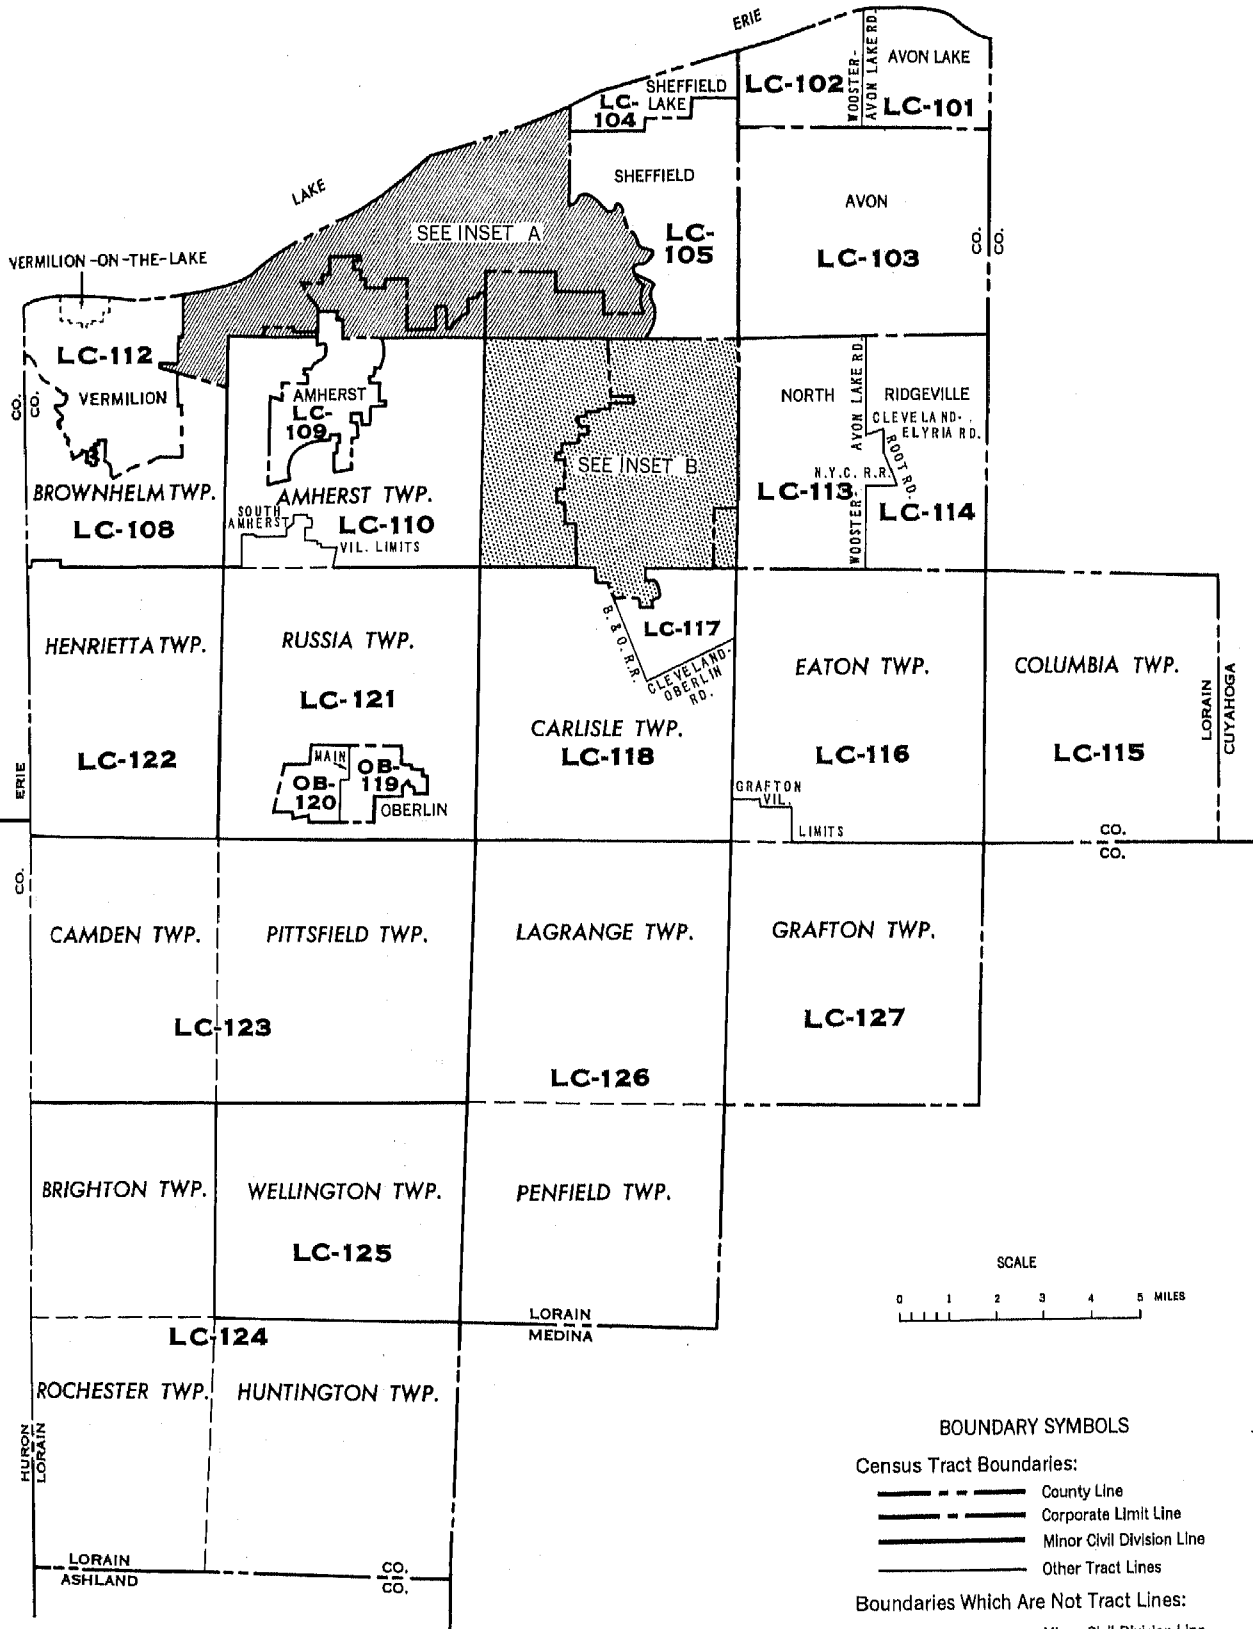 ERIE
LAKE
AVON LAKE
WOOSTER-
AVON LAKE RD.
LC-102
LC-101
SHEFFIELD
LAKE
LC-
104
SHEFFIELD
LC-
105
AVON
LC-103
CO.
CO.
SEE INSET A
VERMILION-ON-THE-LAKE
LC-112
VERMILION
CO.
CO.
BROWNHELM TWP.
LC-108
AMHERST
LC-
109
AMHERST TWP.
SOUTH
AMHERST
LC-110
VIL. LIMITS
SEE INSET B
NORTH
RIDGEVILLE
WOOSTER- AVON LAKE RD.
CLEVELAND-
ELYRIA RD.
ROOT RD.
N.Y.C. R.R.
LC-113
LC-114
HENRIETTA TWP.
LC-122
RUSSIA TWP.
LC-121
MAIN
OB-
120
OB-
119
OBERLIN
B. & O. R.R.
LC-117
CLEVELAND-
OBERLIN
RD.
CARLISLE TWP.
LC-118
EATON TWP.
LC-116
GRAFTON
VIL.
LIMITS
COLUMBIA TWP.
LC-115
LORAIN
CUYAHOGA
ERIE
CO.
CO.
CO.
CAMDEN TWP.
PITTSFIELD TWP.
LC-123
LAGRANGE TWP.
LC-126
GRAFTON TWP.
LC-127
BRIGHTON TWP.
WELLINGTON TWP.
LC-125
PENFIELD TWP.
LORAIN
MEDINA
LC-124
ROCHESTER TWP.
HUNTINGTON TWP.
HURON
LORAIN
LORAIN
ASHLAND
CO.
CO.
SCALE
0 1 2 3 4 5 MILES
BOUNDARY SYMBOLS
Census Tract Boundaries:
County Line
Corporate Limit Line
Minor Civil Division Line
Other Tract Lines
Boundaries Which Are Not Tract Lines: